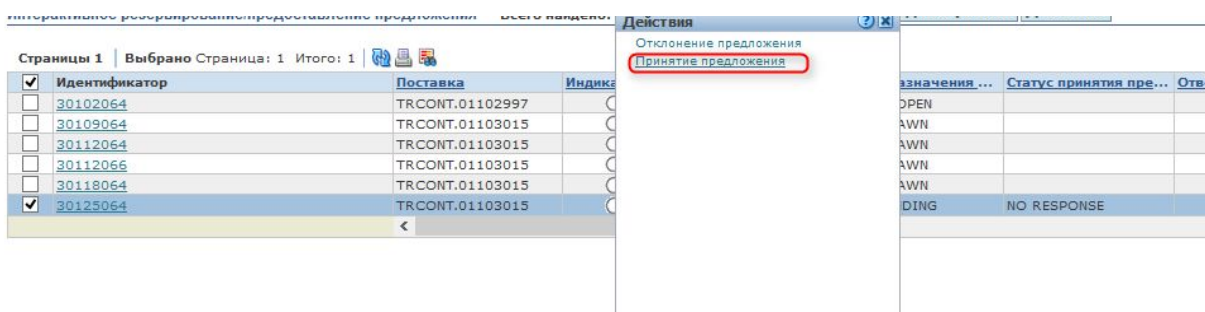 Интерактивное резервирование/предоставление предложения Всего найдено:
Действия
Отклонение предложения
Принятие предложения
Страницы 1 Выбрано Страница: 1 Итого: 1
Идентификатор Поставка Индика азначения ... Статус принятия пре... Отв
30102064 TRCONT.01102997 OPEN
30109064 TRCONT.01103015 AWN
30112064 TRCONT.01103015 AWN
30112066 TRCONT.01103015 AWN
30118064 TRCONT.01103015 AWN
30125064 TRCONT.01103015 DING NO RESPONSE